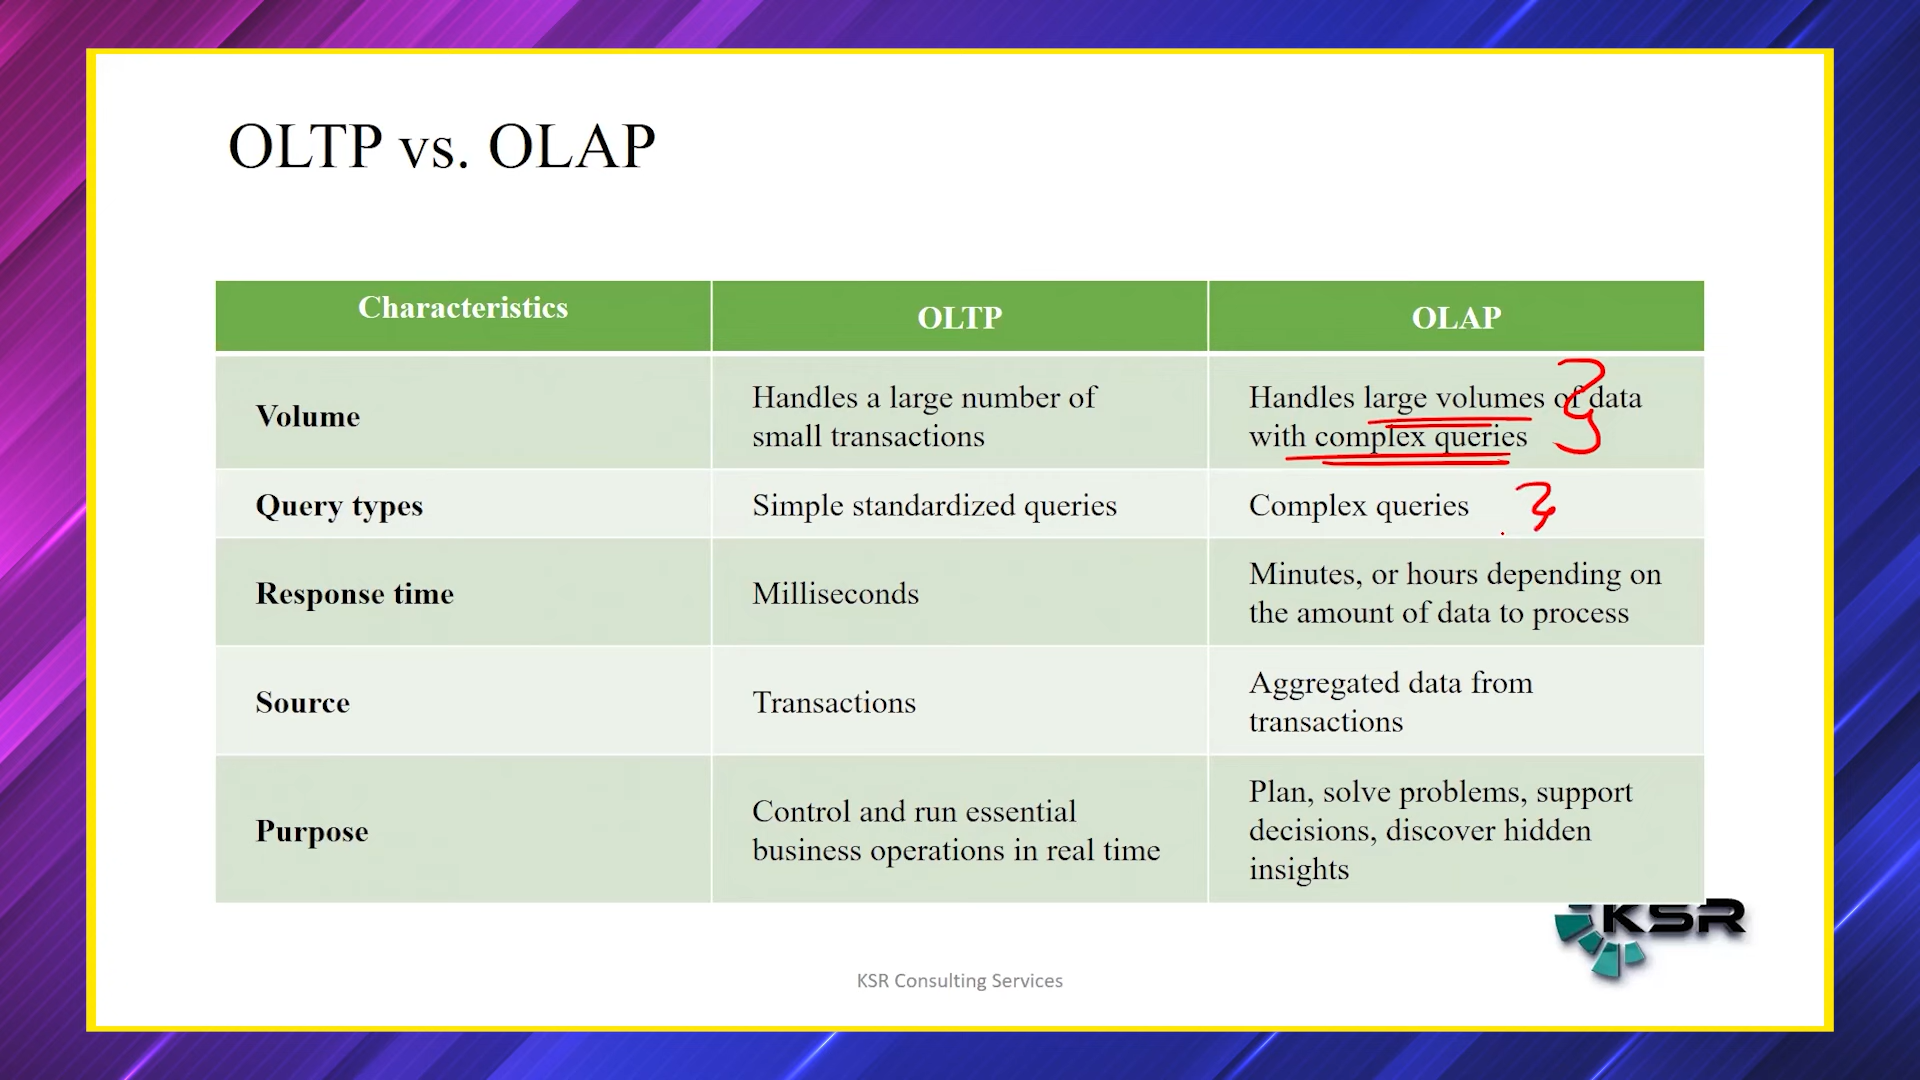 OLTP vs. OLAP
Characteristics
OLTP
OLAP
Volume
Handles a large number of
small transactions
Handles large volumes of data
with complex queries
Query types
Simple standardized queries
Complex queries
Response time
Milliseconds
Minutes, or hours depending on
the amount of data to process
Source
Transactions
Aggregated data from
transactions
Purpose
Control and run essential
business operations in real time
Plan, solve problems, support
decisions, discover hidden
insights
KSR
KSR Consulting Services